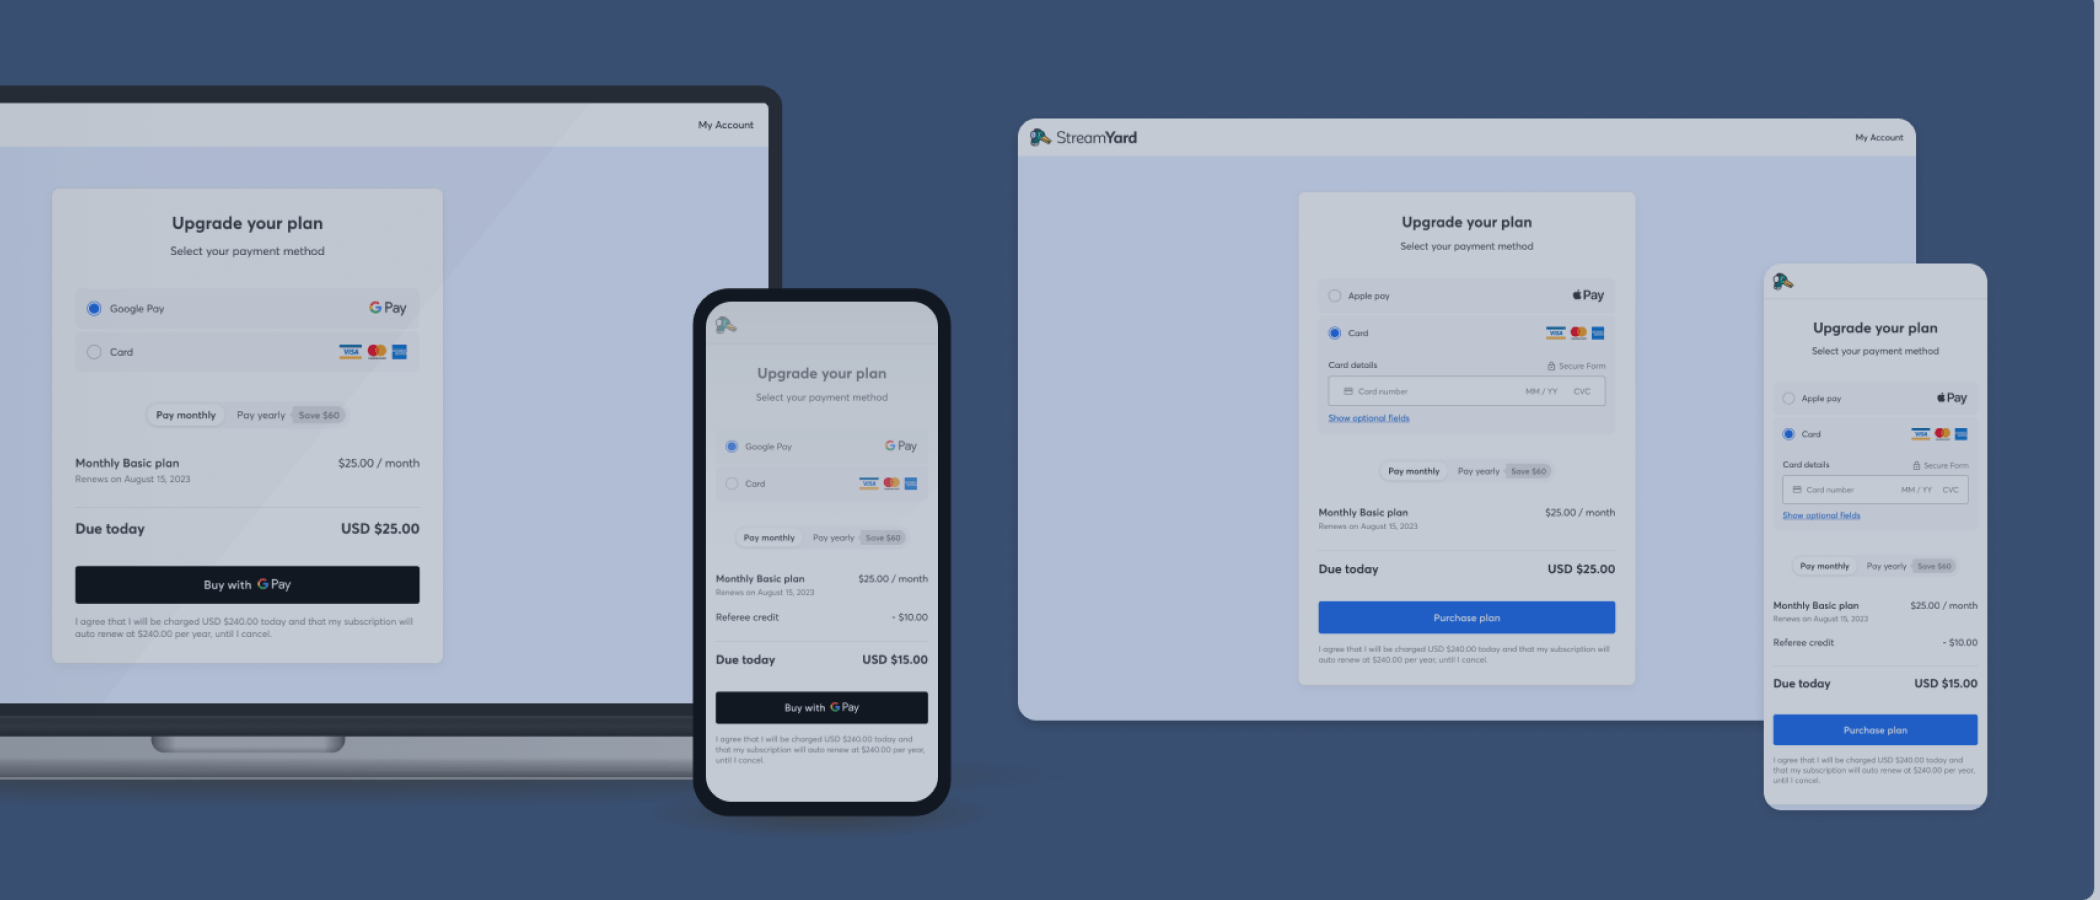 My Account
Upgrade your plan
Select your payment method
Google Pay
G Pay
Card
VISA
Pay monthly
Pay yearly
Save $60
Monthly Basic plan
$25.00 / month
Renews on August 15, 2023
Due today
USD $25.00
Buy with G Pay
I agree that I will be charged USD $240.00 today and that my subscription will
auto renew at $240.00 per year, until I cancel.
Upgrade your plan
Select your payment method
Google Pay
G Pay
Card
VISA
Pay monthly
Pay yearly
Save $60
Monthly Basic plan
$25.00 / month
Renews on August 15, 2023
Referee credit
- $10.00
Due today
USD $15.00
Buy with G Pay
I agree that I will be charged USD $240.00 today and
that my subscription will auto renew at $240.00 per year,
until I cancel.
StreamYard
My Account
Upgrade your plan
Select your payment method
Apple pay
Pay
Card
VISA
Card details
Secure Form
Card number
MM / YY
CVC
Show optional fields
Pay monthly
Pay yearly
Save $60
Monthly Basic plan
$25.00 / month
Renews on August 15, 2023
Due today
USD $25.00
Purchase plan
I agree that I will be charged USD $240.00 today and that my subscription will
auto renew at $240.00 per year, until I cancel.
Upgrade your plan
Select your payment method
Apple pay
Pay
Card
VISA
Card details
Secure Form
Card number
MM / YY
CVC
Show optional fields
Pay monthly
Pay yearly
Save $60
Monthly Basic plan
$25.00 / month
Renews on August 15, 2023
Referee credit
- $10.00
Due today
USD $15.00
Purchase plan
I agree that I will be charged USD $240.00 today and
that my subscription will auto renew at $240.00 per year,
until I cancel.